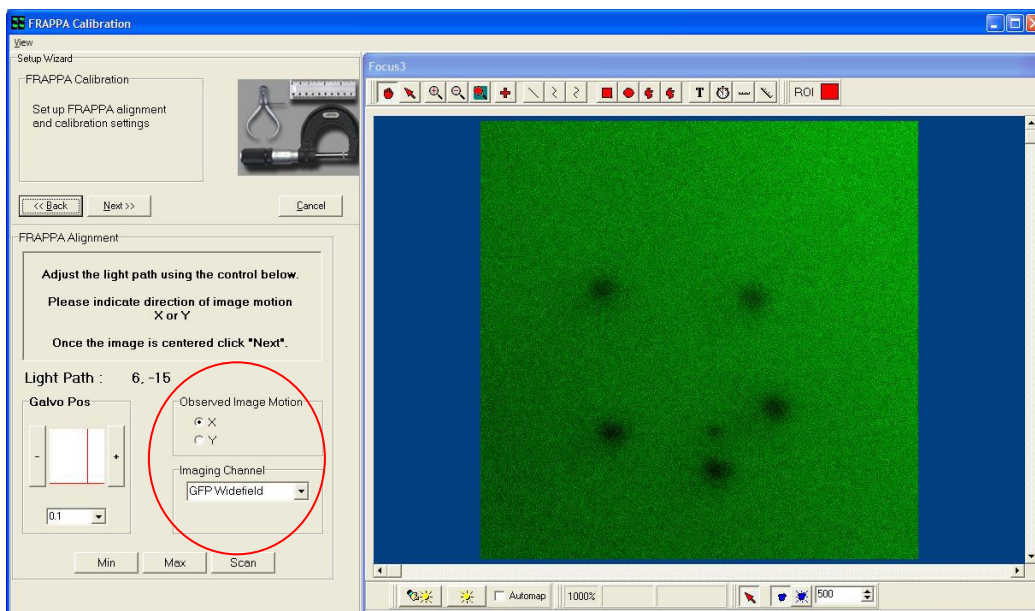 FRAPPA Calibration
View
Setup Wizard
FRAPPA Calibration
Set up FRAPPA alignment
and calibration settings
<< Back
Next >>
Cancel
FRAPPA Alignment
Adjust the light path using the control below.
Please indicate direction of image motion
X or Y
Once the image is centered click "Next".
Light Path : 6, -15
Galvo Pos
-
+
0.1
Observed Image Motion
X
Y
Imaging Channel
GFP Widefield
Min
Max
Scan
Focus3
T
ROI
Automap
1000%
500